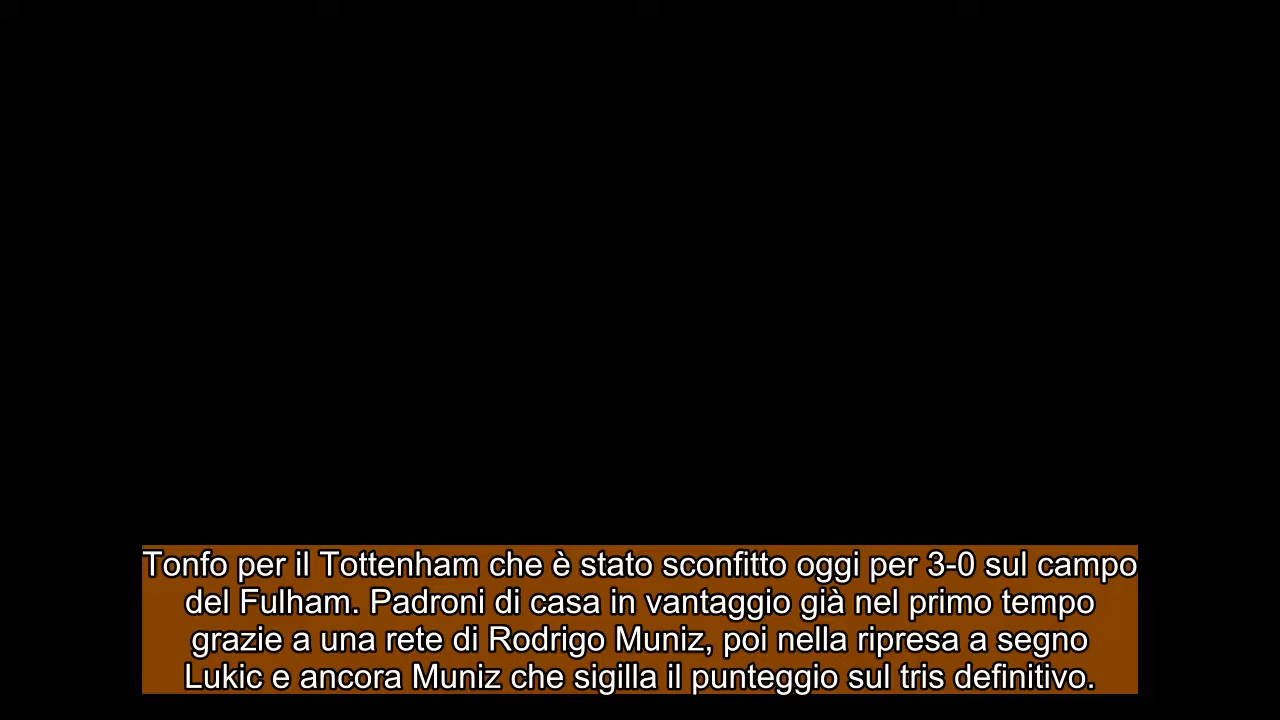 Tonfo per il Tottenham che è stato sconfitto oggi per 3-0 sul campo
del Fulham. Padroni di casa in vantaggio già nel primo tempo
grazie a una rete di Rodrigo Muniz, poi nella ripresa a segno
Lukic e ancora Muniz che sigilla il punteggio sul tris definitivo.